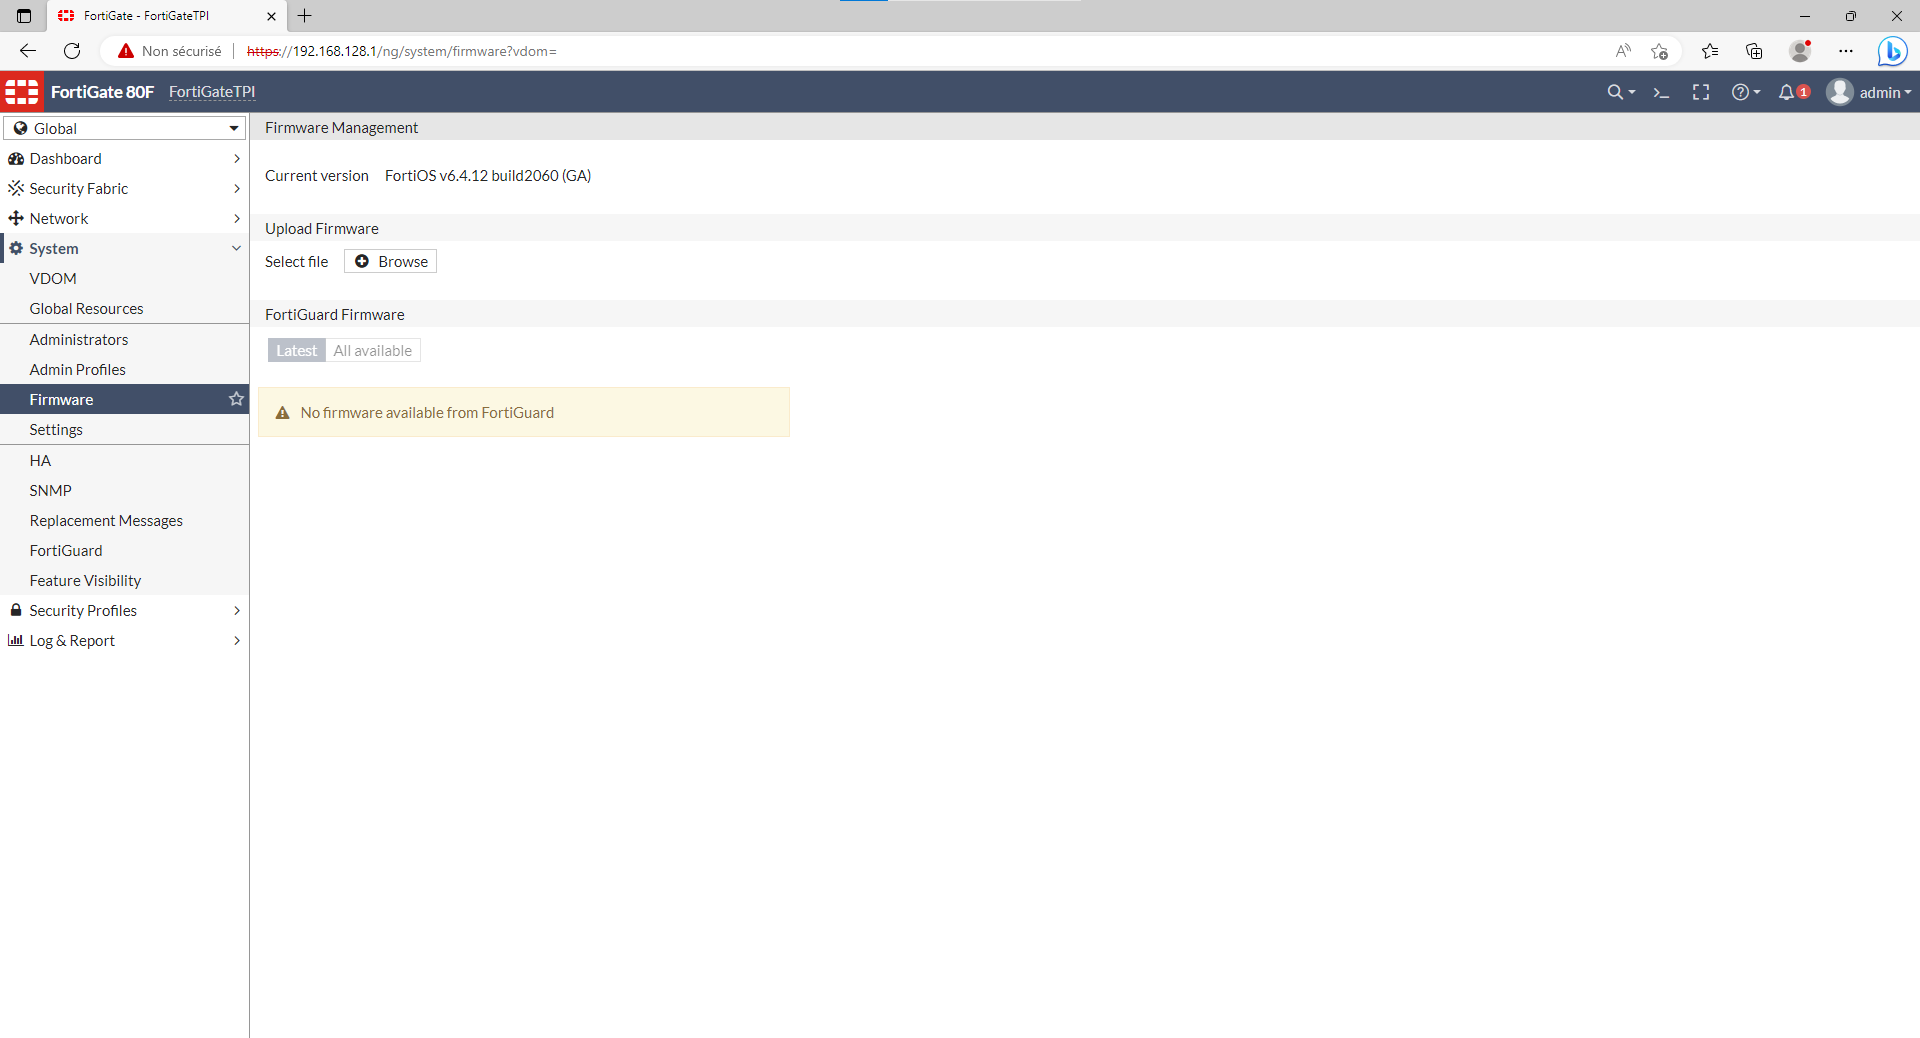 FortiGate - FortiGateTPI
Non sécurisé
https://192.168.128.1/ng/system/firmware?vdom=
FortiGate 80F
FortiGateTPI
1
admin
Global
Dashboard
Security Fabric
Network
System
VDOM
Global Resources
Administrators
Admin Profiles
Firmware
Settings
HA
SNMP
Replacement Messages
FortiGuard
Feature Visibility
Security Profiles
Log & Report
Firmware Management
Current version FortiOS v6.4.12 build2060 (GA)
Upload Firmware
Select file Browse
FortiGuard Firmware
Latest All available
No firmware available from FortiGuard